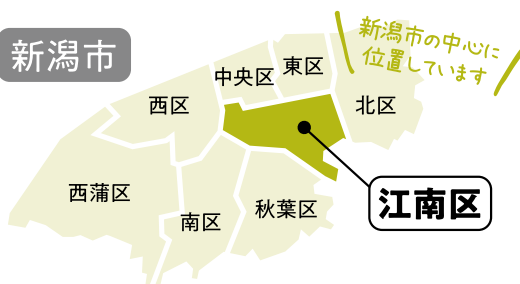 新潟市
新潟市の中心に
位置しています
中央区
東区
西区
北区
西蒲区
南区
秋葉区
江南区